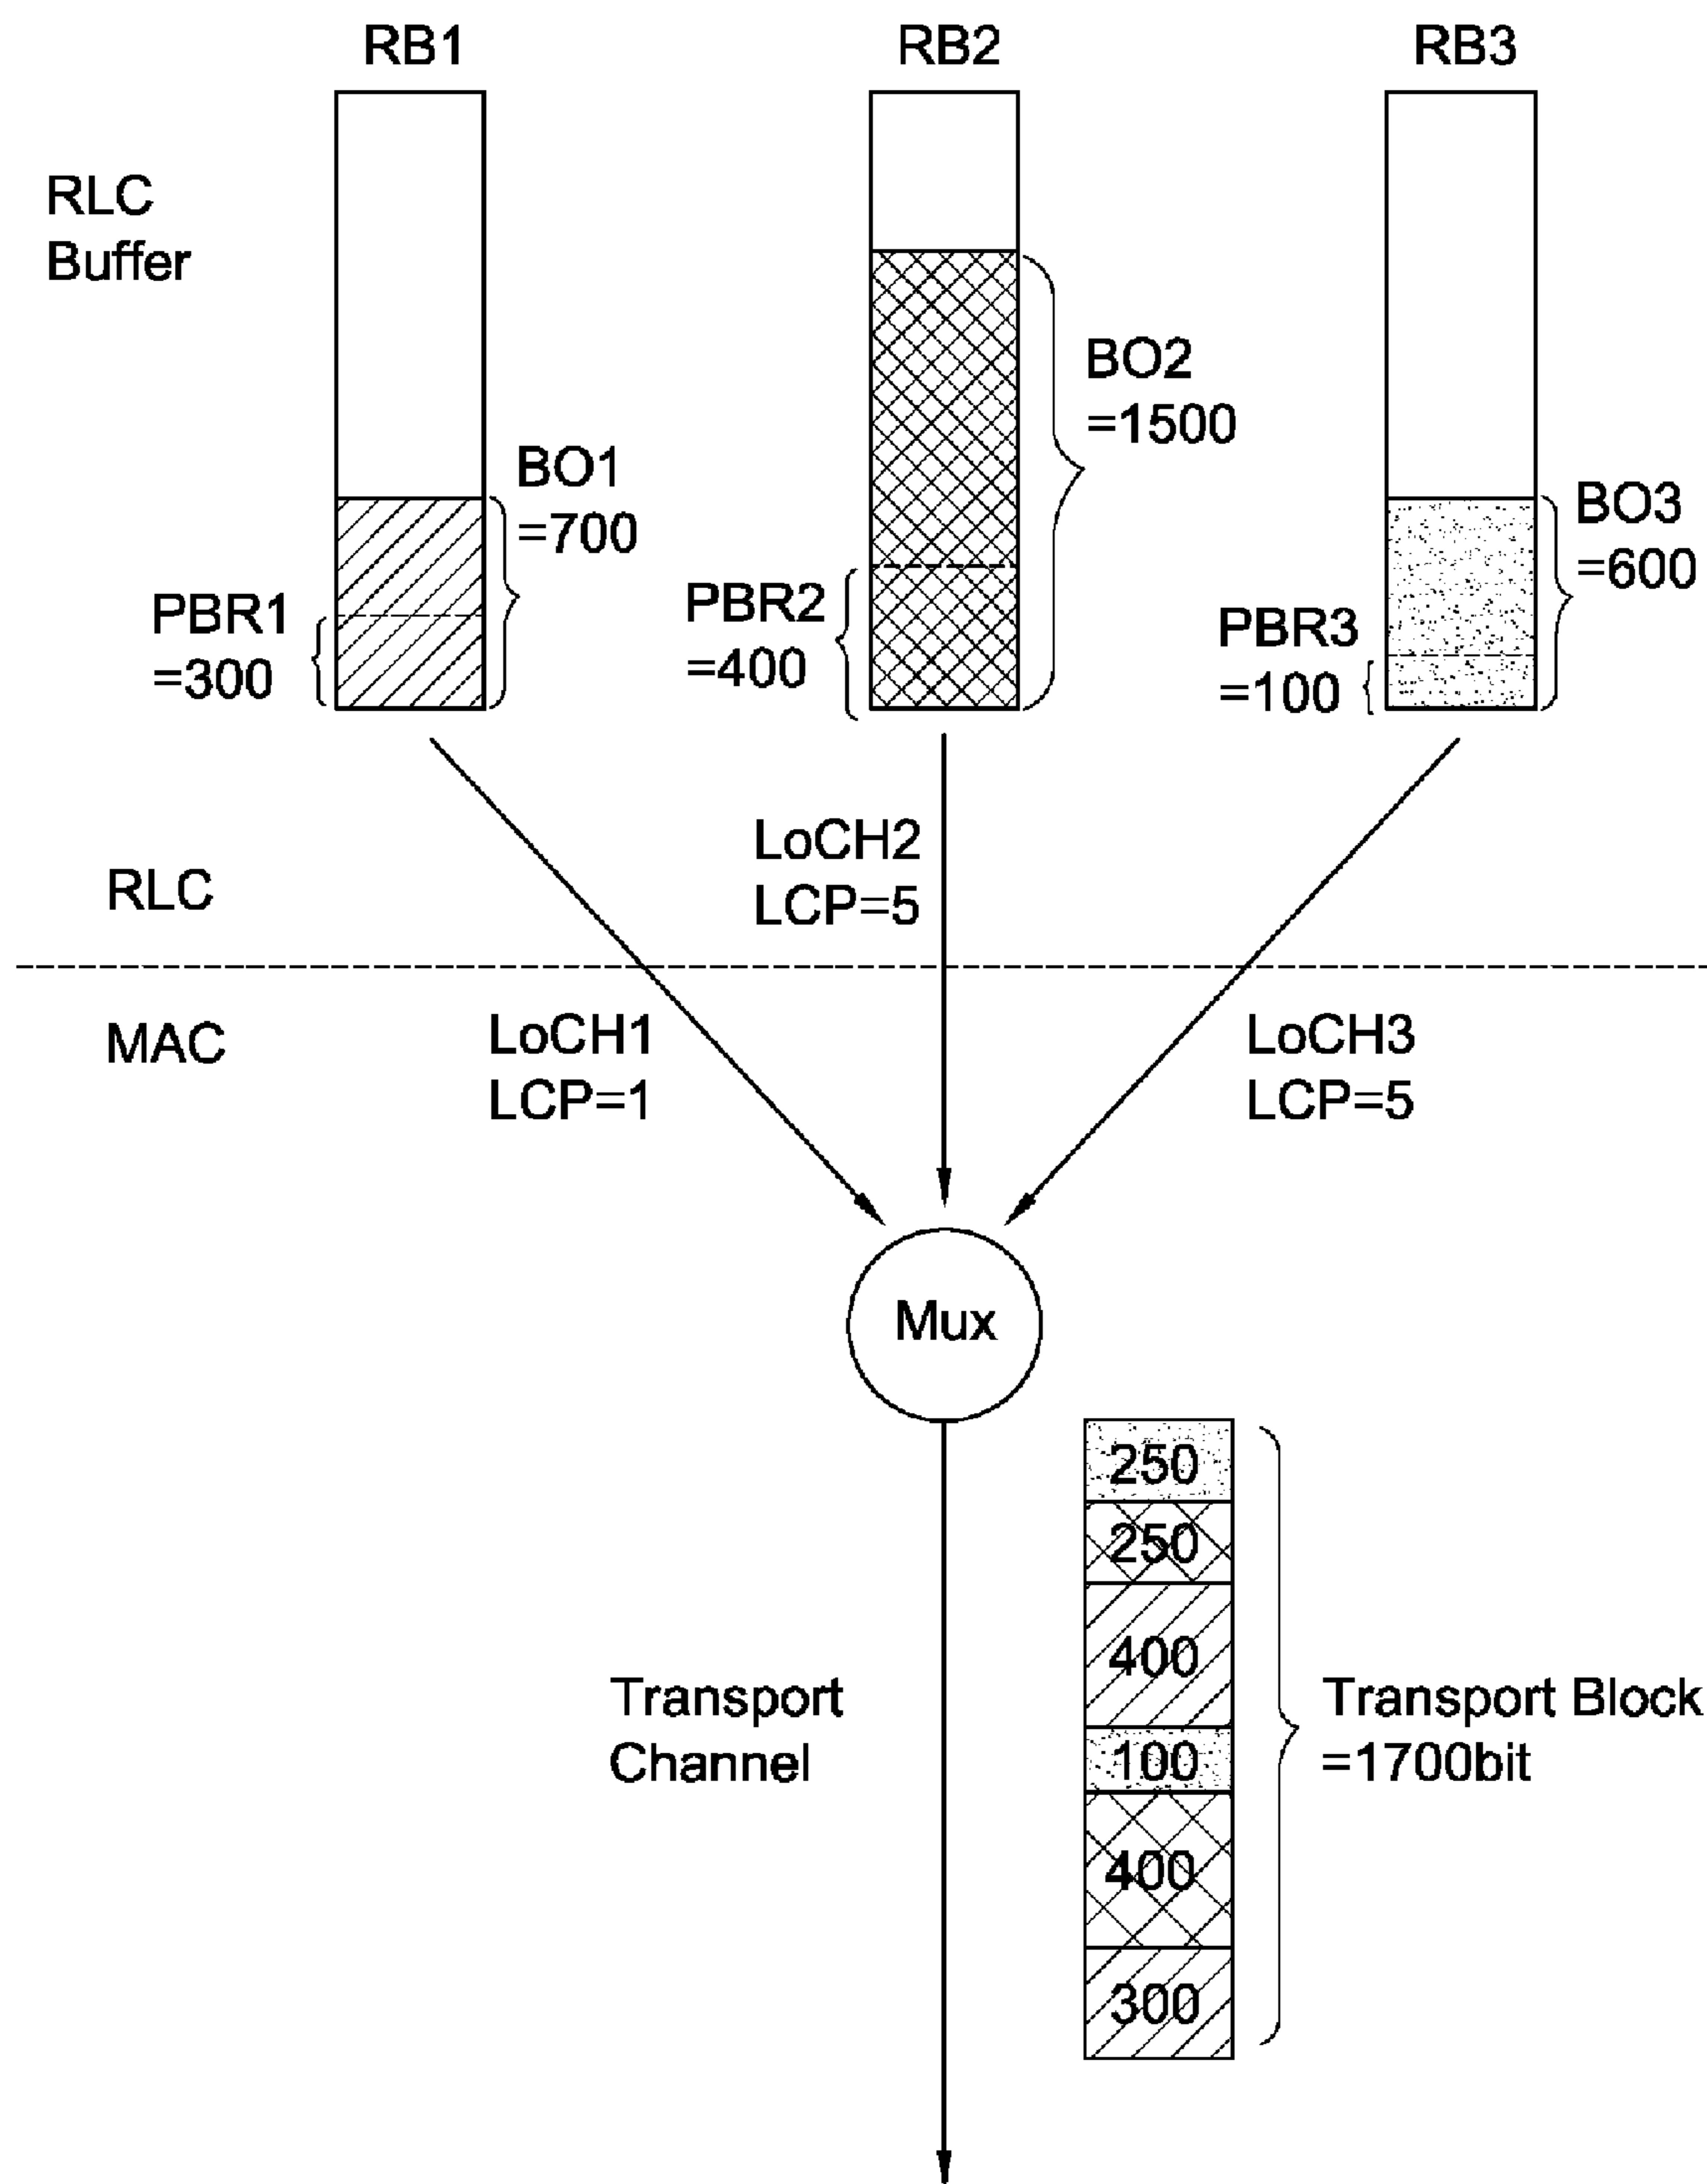 RB1
RB2
RB3
RLC
Buffer
BO1
=700
BO2
=1500
BO3
=600
PBR1
=300
PBR2
=400
PBR3
=100
LoCH2
LCP=5
RLC
MAC
LoCH1
LCP=1
LoCH3
LCP=5
Mux
250
250
400
100
400
300
Transport
Channel
Transport Block
=1700bit